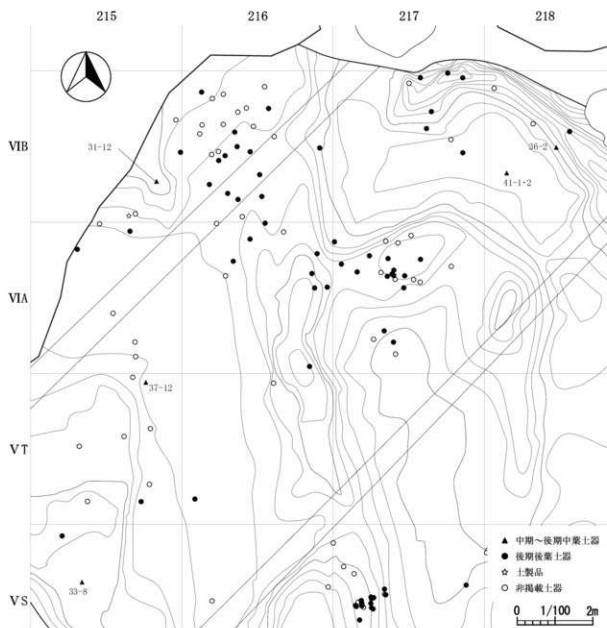 215 216 217 218
ⅥB
31-12
36-2
41-1・2
ⅥA
37-12
ⅤT
▲ 中期～後期中葉土器
● 後期後葉土器
☆ 土製品
○ 非掲載土器
33-8
ⅤS
0 1/100 2m